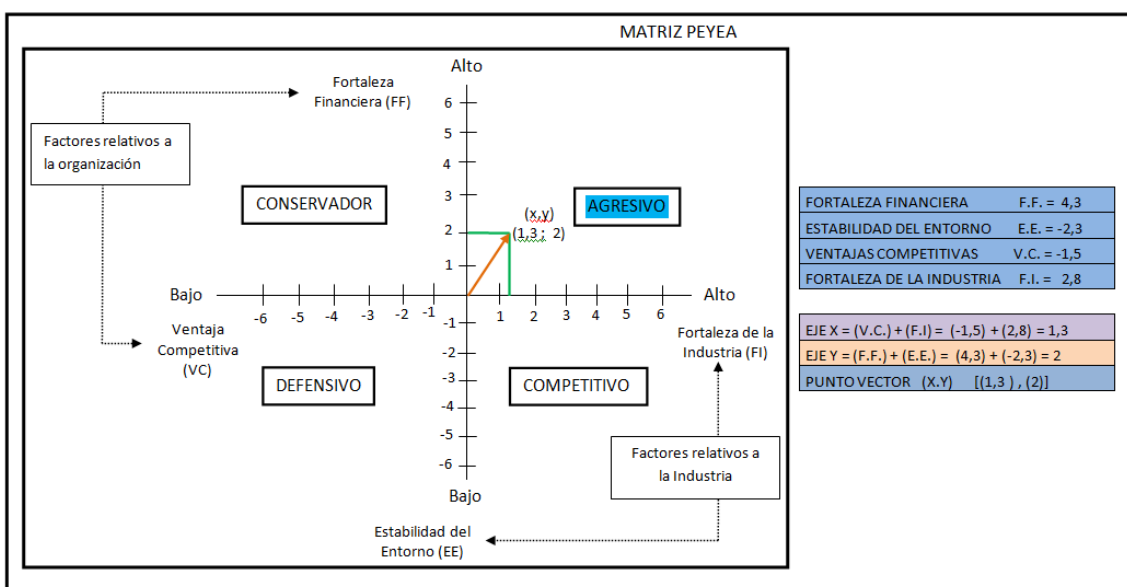 MATRIZ PEYEA
Alto
Fortaleza
Financiera (FF)
Factores relativos a
la organización
CONSERVADOR
AGRESIVO
(x,y)
(1,3 ; 2)
6
5
4
3
2
1
Bajo
-6 -5 -4 -3 -2 -1
1 2 3 4 5 6
Alto
Ventaja
Competitiva
(VC)
Fortaleza de la
Industria (FI)
-1
-2
-3
-4
-5
-6
DEFENSIVO
COMPETITIVO
Factores relativos a
la Industria
Bajo
Estabilidad del
Entorno (EE)
FORTALEZA FINANCIERA F.F. = 4,3
ESTABILIDAD DEL ENTORNO E.E. = -2,3
VENTAJAS COMPETITIVAS V.C. = -1,5
FORTALEZA DE LA INDUSTRIA F.I. = 2,8
EJE X = (V.C.) + (F.I) = (-1,5) + (2,8) = 1,3
EJE Y = (F.F.) + (E.E.) = (4,3) + (-2,3) = 2
PUNTO VECTOR (X.Y) [(1,3 ) , (2)]